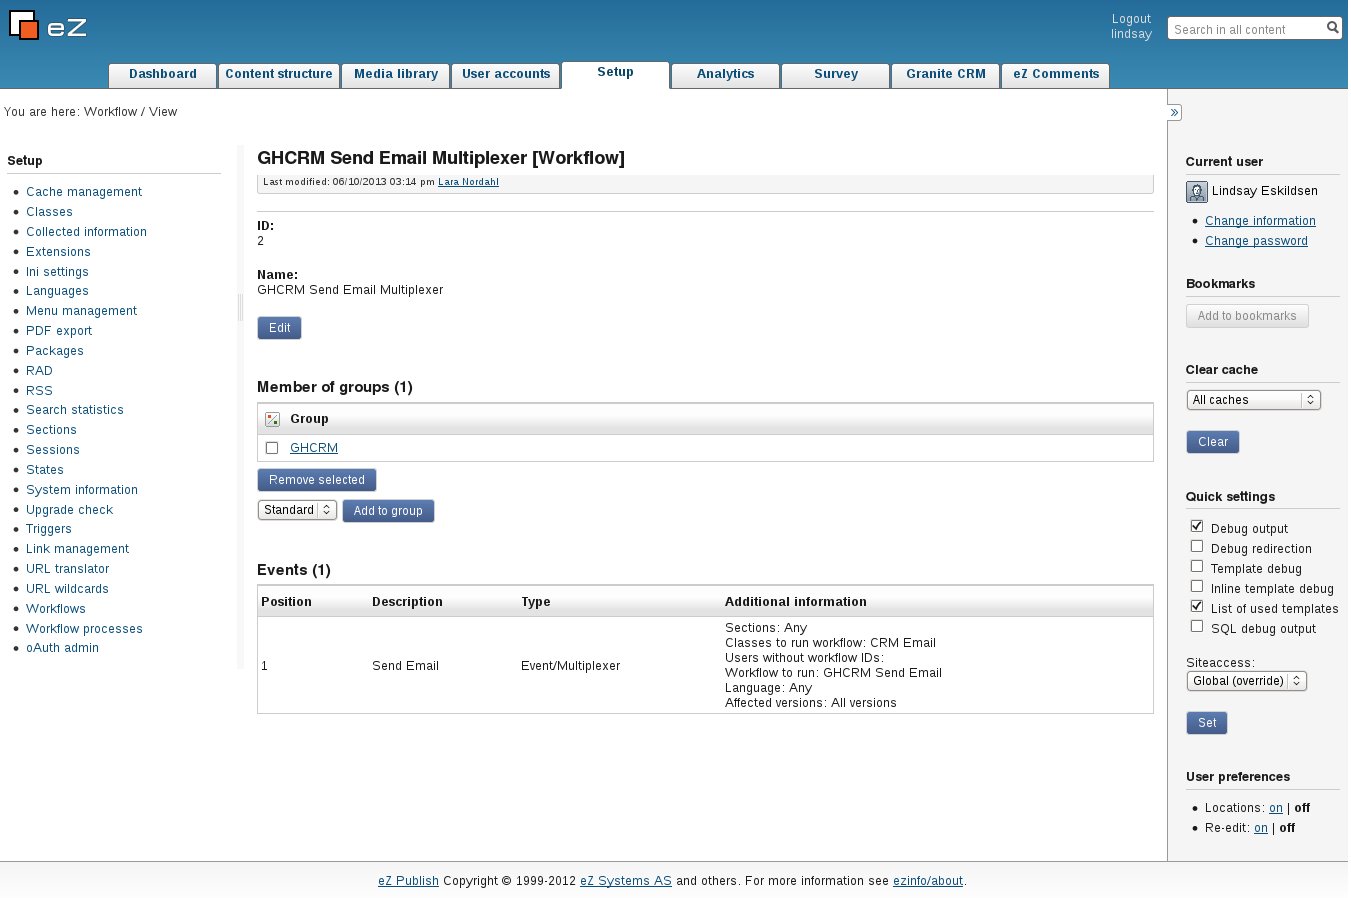 eZ
Logout
lindsay
Search in all content
Dashboard
Content structure
Media library
User accounts
Setup
Analytics
Survey
Granite CRM
eZ Comments
You are here: Workflow / View
»
Setup
Cache management
Classes
Collected information
Extensions
Ini settings
Languages
Menu management
PDF export
Packages
RAD
RSS
Search statistics
Sections
Sessions
States
System information
Upgrade check
Triggers
Link management
URL translator
URL wildcards
Workflows
Workflow processes
oAuth admin
GHCRM Send Email Multiplexer [Workflow]
Last modified: 06/10/2013 03:14 pm Lara Nordahl
ID:
2
Name:
GHCRM Send Email Multiplexer
Edit
Member of groups (1)
Group
GHCRM
Remove selected
Standard
Add to group
Events (1)
Position Description Type Additional information
1 Send Email Event/Multiplexer
Sections: Any
Classes to run workflow: CRM Email
Users without workflow IDs:
Workflow to run: GHCRM Send Email
Language: Any
Affected versions: All versions
Current user
Lindsay Eskildsen
Change information
Change password
Bookmarks
Add to bookmarks
Clear cache
All caches
Clear
Quick settings
Debug output
Debug redirection
Template debug
Inline template debug
List of used templates
SQL debug output
Siteaccess:
Global (override)
Set
User preferences
Locations: on | off
Re-edit: on | off
eZ Publish Copyright © 1999-2012 eZ Systems AS and others. For more information see ezinfo/about.